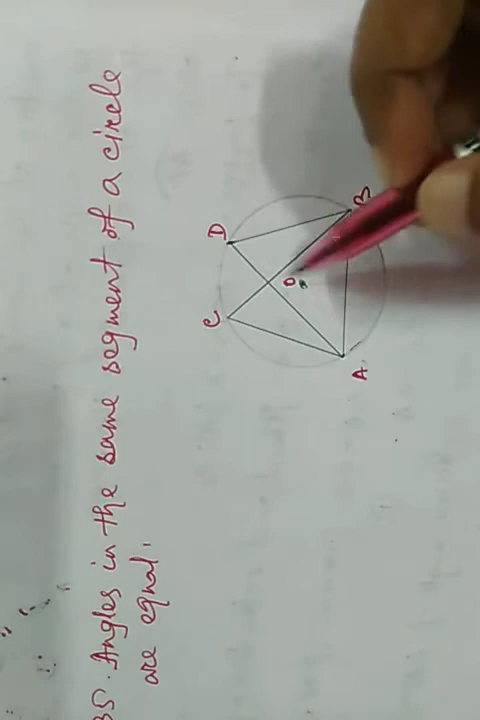 35. Angles in the same segment of a circle
are equal.
D
B
C
O
A